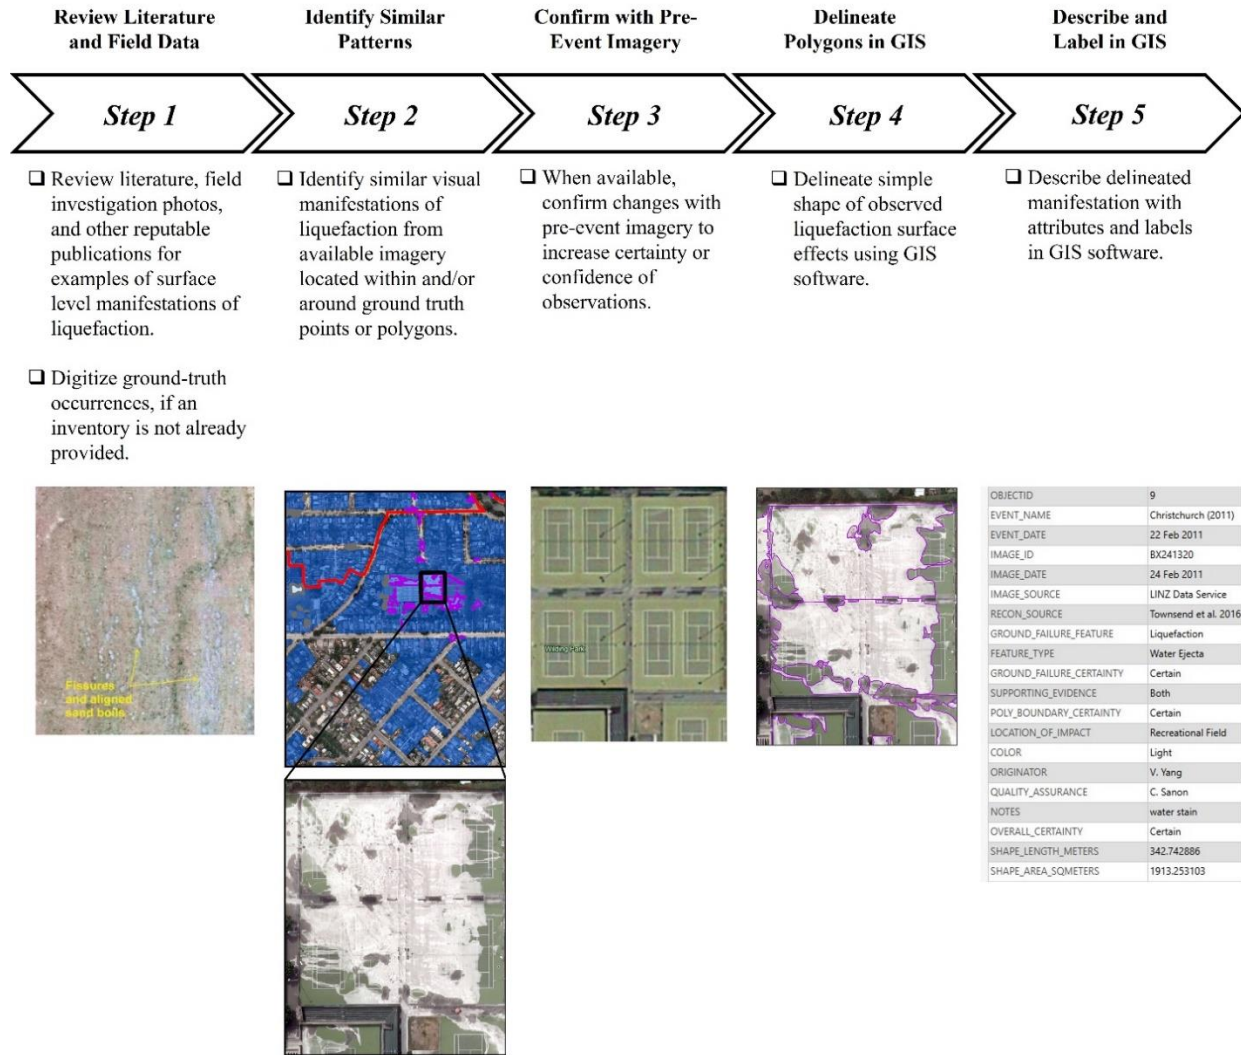 Review Literature
and Field Data
Identify Similar
Patterns
Confirm with Pre-
Event Imagery
Delineate
Polygons in GIS
Describe and
Label in GIS
Step 1
Step 2
Step 3
Step 4
Step 5
❑ Review literature, field
investigation photos,
and other reputable
publications for
examples of surface
level manifestations of
liquefaction.
❑ Digitize ground-truth
occurrences, if an
inventory is not already
provided.
❑ Identify similar visual
manifestations of
liquefaction from
available imagery
located within and/or
around ground truth
points or polygons.
❑ When available,
confirm changes with
pre-event imagery to
increase certainty or
confidence of
observations.
❑ Delineate simple
shape of observed
liquefaction surface
effects using GIS
software.
❑ Describe delineated
manifestation with
attributes and labels
in GIS software.
Fissures
and aligned
sand boils
Wilding Park
OBJECTID 9
EVENT_NAME Christchurch (2011)
EVENT_DATE 22 Feb 2011
IMAGE_ID BX241320
IMAGE_DATE 24 Feb 2011
IMAGE_SOURCE LINZ Data Service
RECON_SOURCE Townsend et al. 2016
GROUND_FAILURE_FEATURE Liquefaction
FEATURE_TYPE Water Ejecta
GROUND_FAILURE_CERTAINTY Certain
SUPPORTING_EVIDENCE Both
POLY_BOUNDARY_CERTAINTY Certain
LOCATION_OF_IMPACT Recreational Field
COLOR Light
ORIGINATOR V. Yang
QUALITY_ASSURANCE C. Sanon
NOTES water stain
OVERALL_CERTAINTY Certain
SHAPE_LENGTH_METERS 342.742886
SHAPE_AREA_SQMETERS 1913.253103